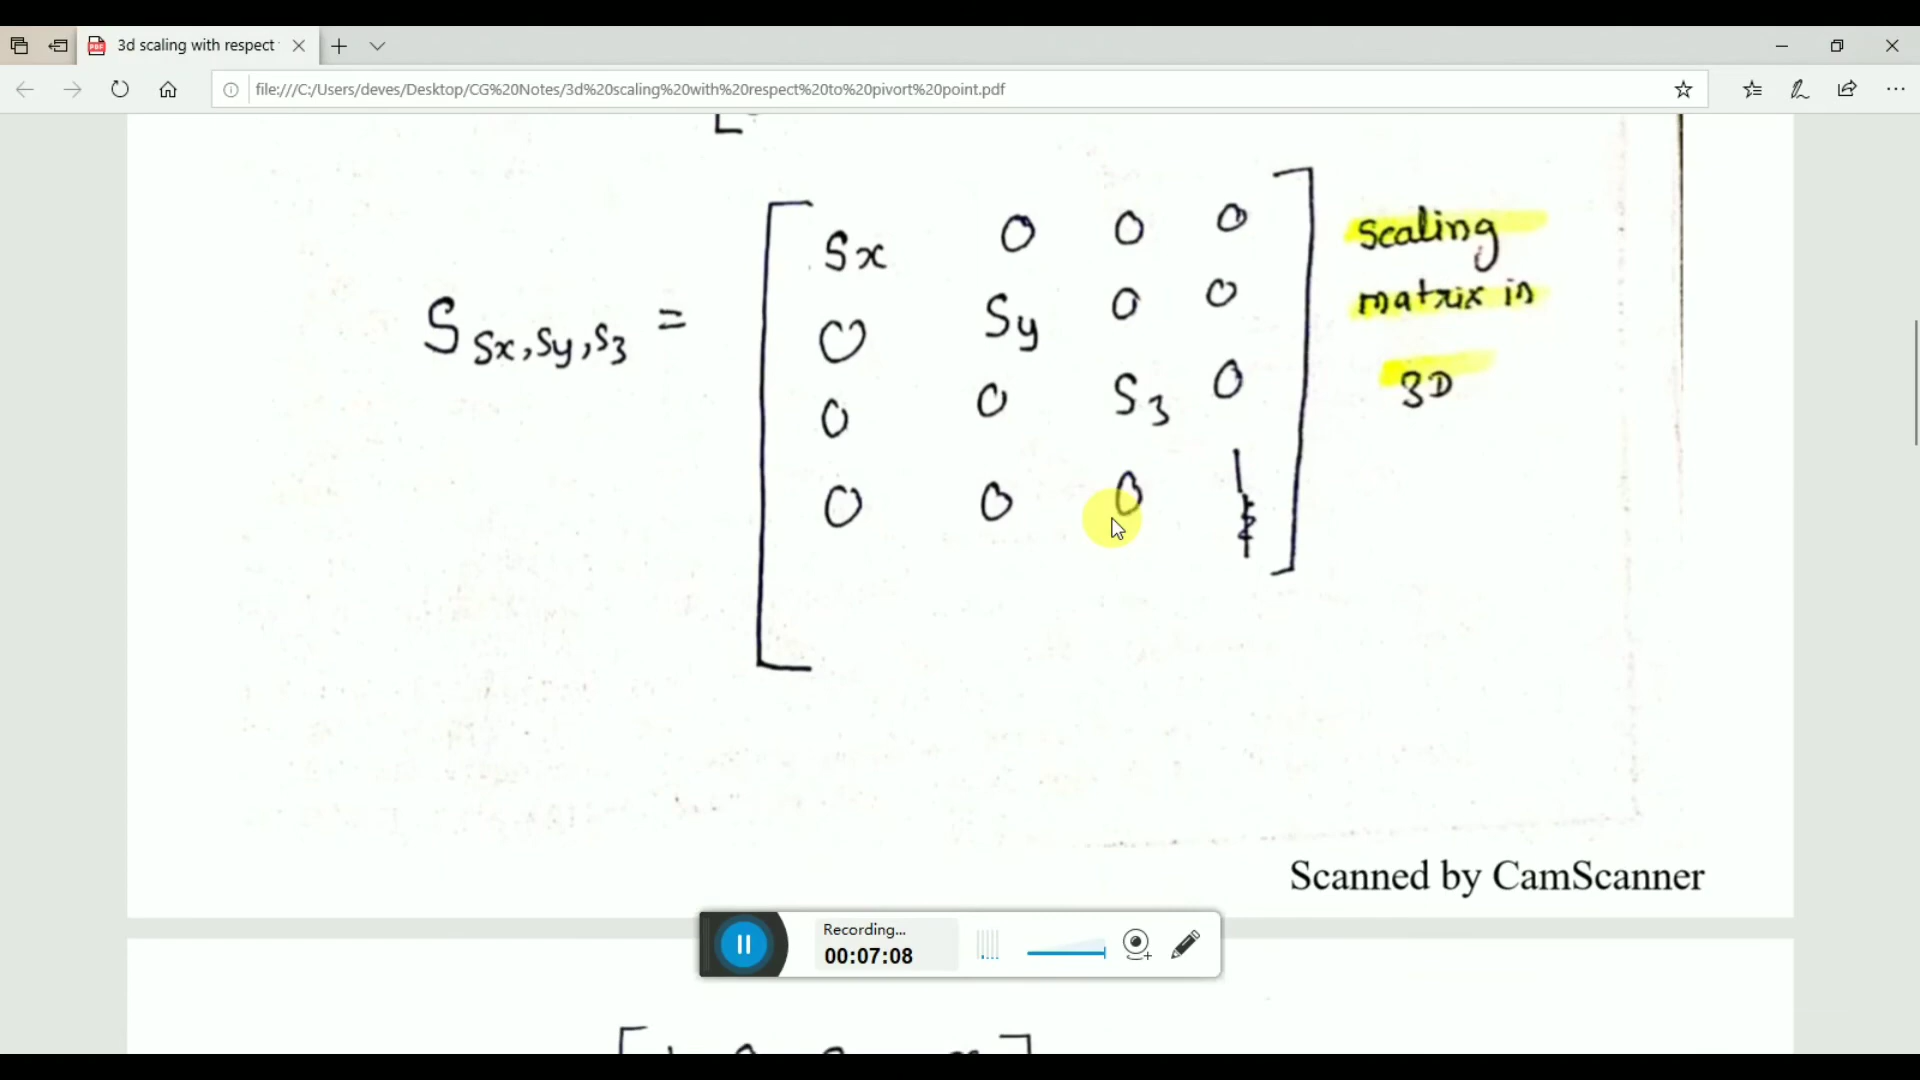 3d scaling with respect
file:///C:/Users/deves/Desktop/CG%20Notes/3d%20scaling%20with%20respect%20to%20pivort%20point.pdf
S Sx,Sy,S3 =
Sx 0 0 0
0 Sy 0 0
0 0 S3 0
0 0 0 1
Scaling
matrix in
3D
Scanned by CamScanner
Recording...
00:07:08